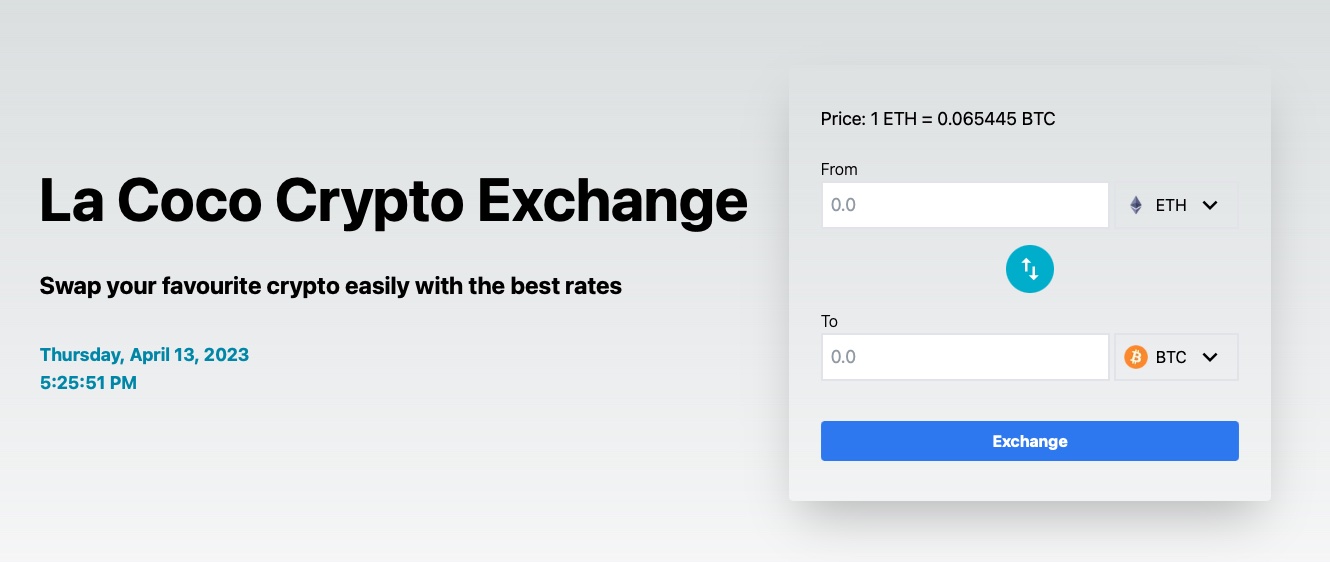 La Coco Crypto Exchange
Swap your favourite crypto easily with the best rates
Thursday, April 13, 2023
5:25:51 PM
Price: 1 ETH = 0.065445 BTC
From
0.0 ETH
To
0.0 BTC
Exchange